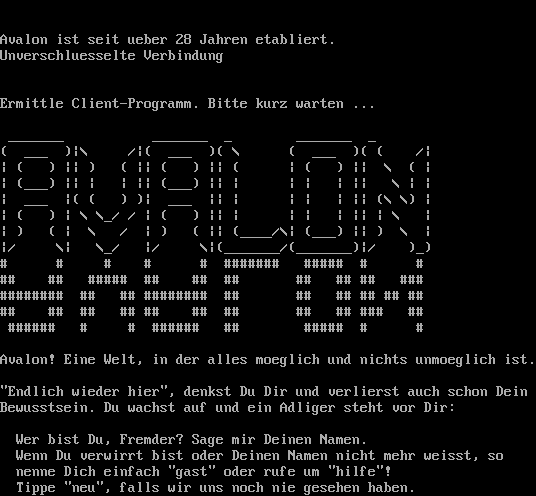 Avalon ist seit ueber 28 Jahren etabliert.
Unverschluesselte Verbindung
Ermittle Client-Programm. Bitte kurz warten ...
AVALON
Avalon! Eine Welt, in der alles moeglich und nichts unmoeglich ist.
"Endlich wieder hier", denkst Du Dir und verlierst auch schon Dein
Bewusstsein. Du wachst auf und ein Adliger steht vor Dir:
Wer bist Du, Fremder? Sage mir Deinen Namen.
Wenn Du verwirrt bist oder Deinen Namen nicht mehr weisst, so
nenne Dich einfach "gast" oder rufe um "hilfe"!
Tippe "neu", falls wir uns noch nie gesehen haben.